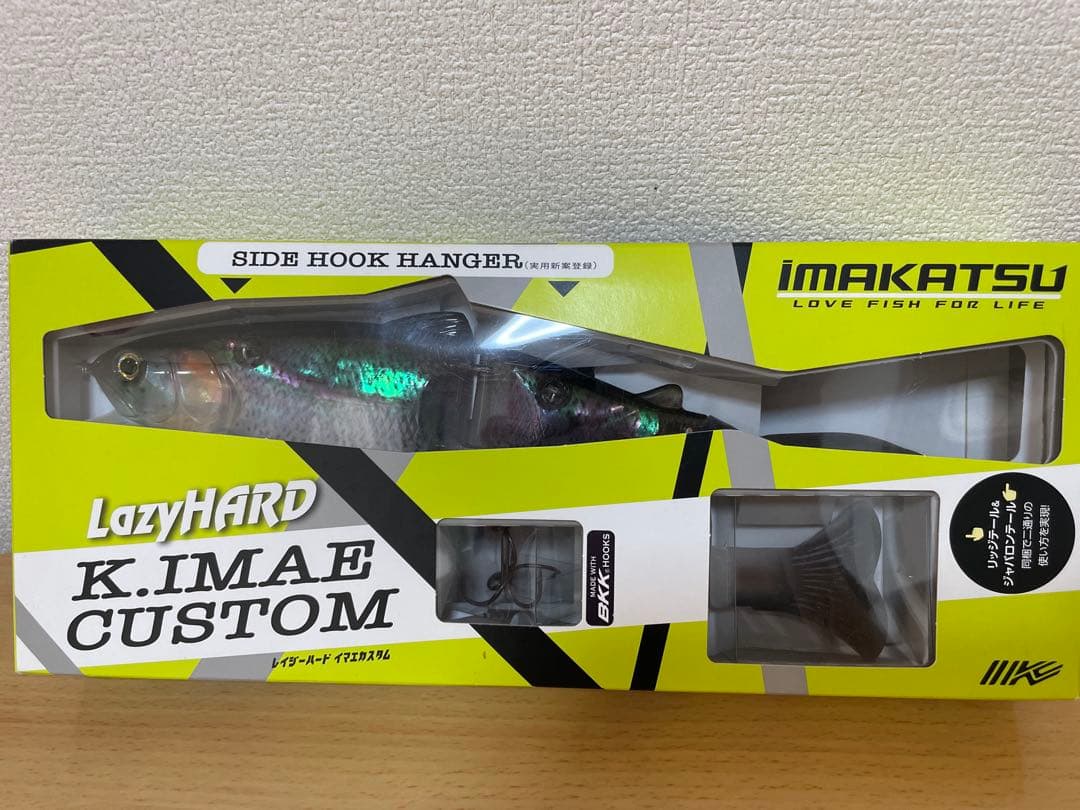 SIDE HOOK HANGER(実用新案登録)
imakatsu
LOVE FISH FOR LIFE
LazyHARD
K.IMAE
CUSTOM
レイジーハード イマエカスタム
MADE WITH
BKK HOOKS
リッジテール&
ジャバロンテール
同梱で二通りの
使い方を実現!